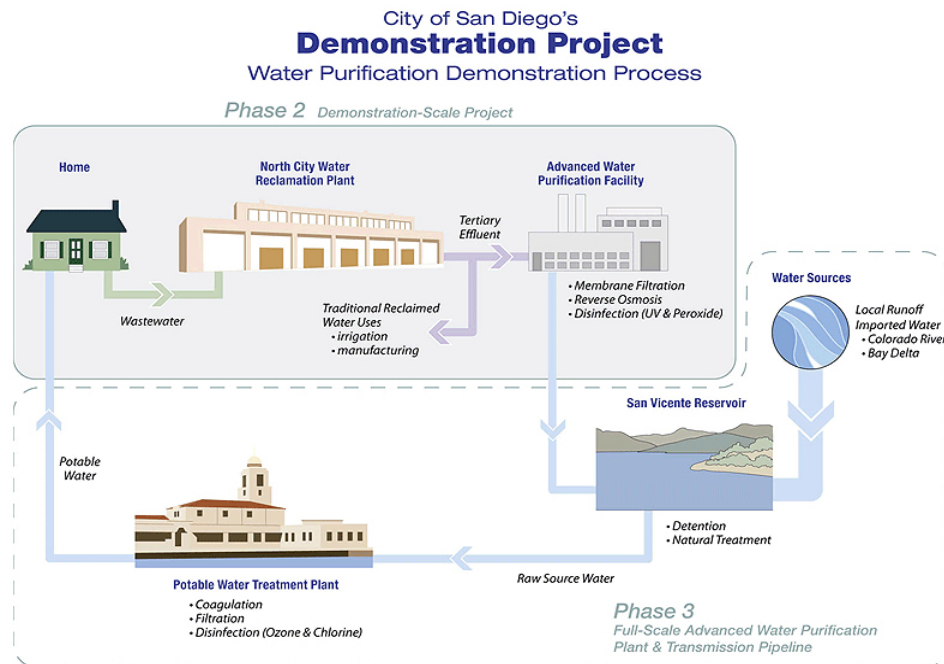 City of San Diego's
Demonstration Project
Water Purification Demonstration Process
Phase 2 Demonstration-Scale Project
Home
North City Water
Reclamation Plant
Advanced Water
Purification Facility
Tertiary
Effluent
Wastewater
Traditional Reclaimed
Water Uses
• irrigation
• manufacturing
• Membrane Filtration
• Reverse Osmosis
• Disinfection (UV & Peroxide)
Water Sources
Local Runoff
Imported Water
• Colorado River
• Bay Delta
San Vicente Reservoir
• Detention
• Natural Treatment
Potable
Water
Raw Source Water
Potable Water Treatment Plant
• Coagulation
• Filtration
• Disinfection (Ozone & Chlorine)
Phase 3
Full-Scale Advanced Water Purification
Plant & Transmission Pipeline